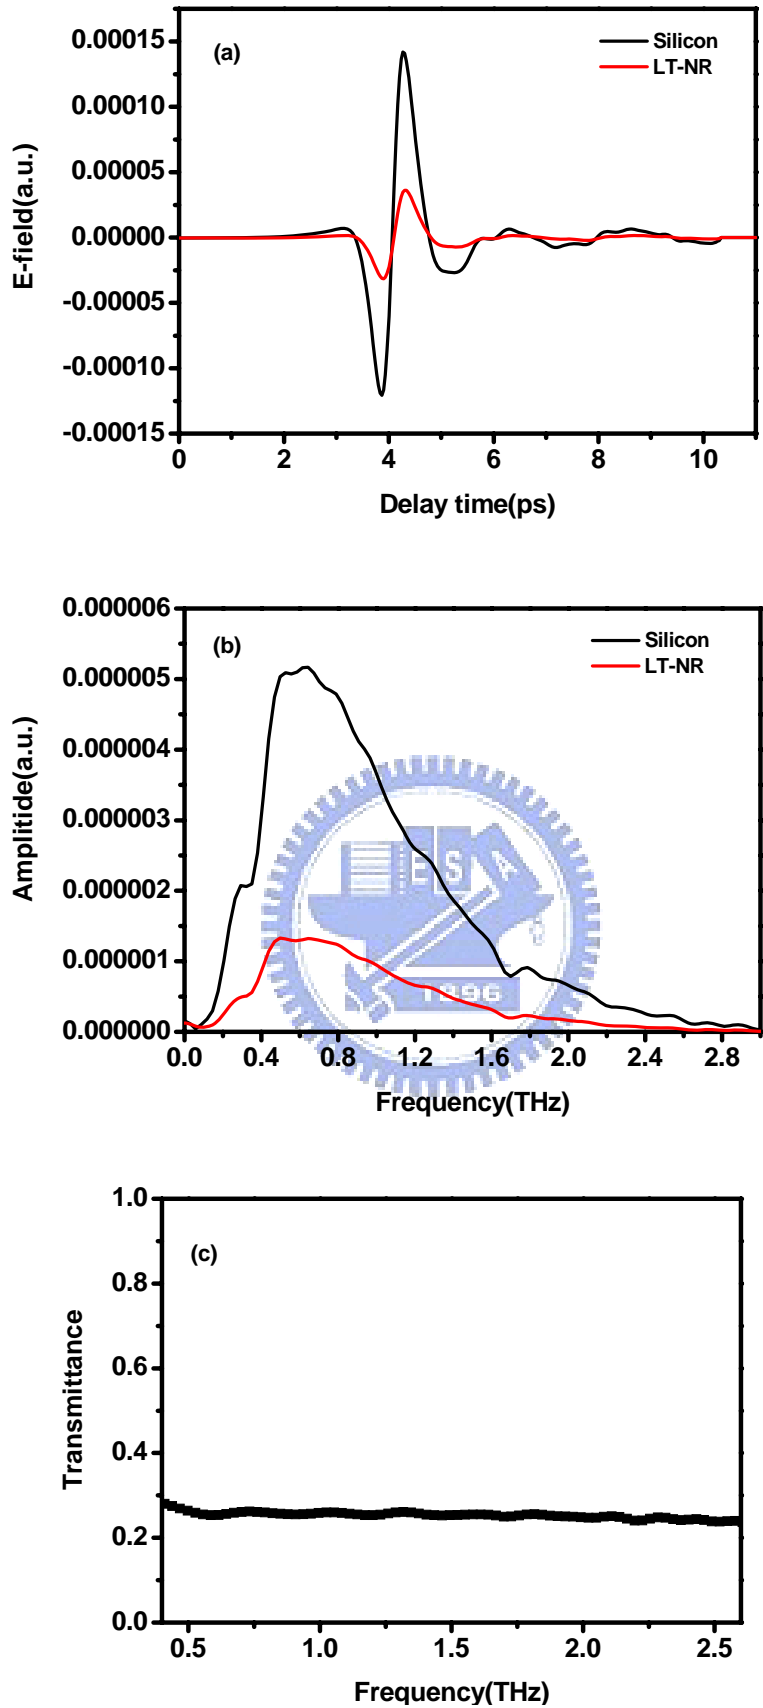 (a)
Silicon
LT-NR
0.00015
0.00010
0.00005
0.00000
-0.00005
-0.00010
-0.00015
E-field(a.u.)
0 2 4 6 8 10
Delay time(ps)
(b)
Silicon
LT-NR
0.000006
0.000005
0.000004
0.000003
0.000002
0.000001
0.000000
Amplitide(a.u.)
E S A
1896
0.0 0.4 0.8 1.2 1.6 2.0 2.4 2.8
Frequency(THz)
(c)
1.0
0.8
0.6
0.4
0.2
0.0
Transmittance
0.5 1.0 1.5 2.0 2.5
Frequency(THz)